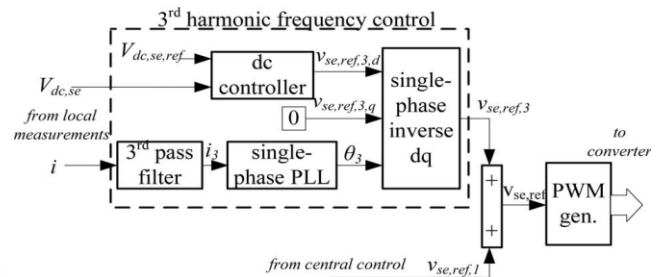 3rd harmonic frequency control
Vdc,se,ref
Vdc,se
dc
controller
vse,ref,3,d
vse,ref,3,q
0
single-
phase
inverse
dq
vse,ref,3
from local
measurements
i
3rd pass
filter
i3
single-
phase PLL
θ3
+
+
vse,ref
PWM
gen.
to
converter
from central control
vse,ref,1